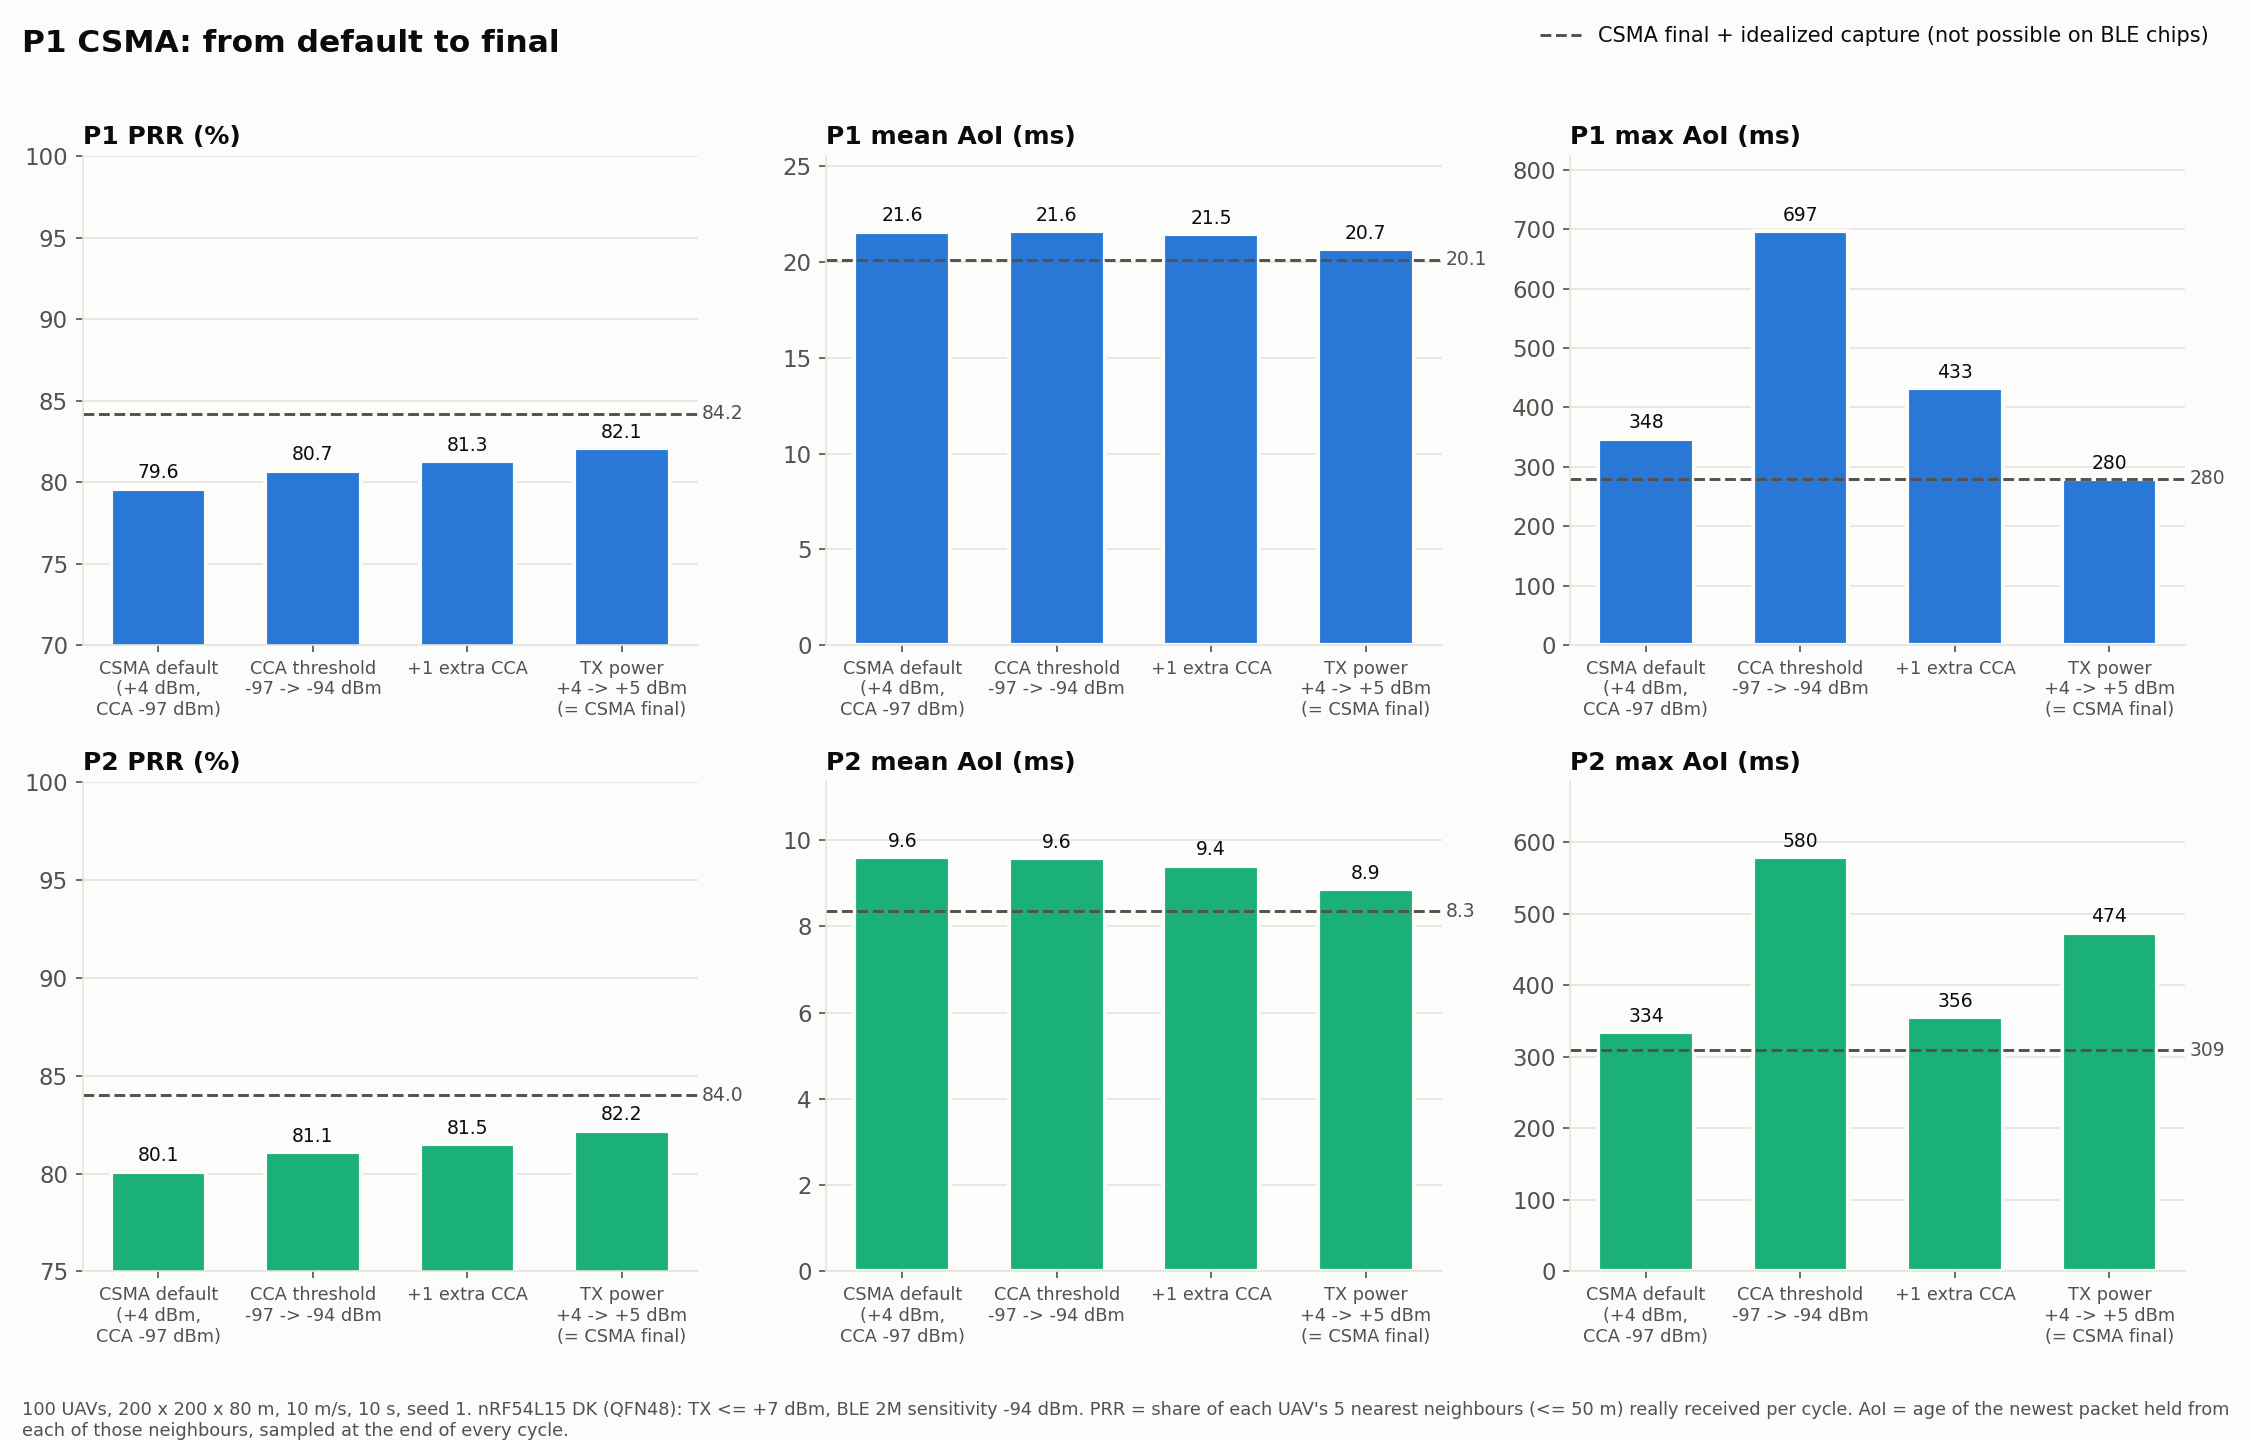 P1 CSMA: from default to final
CSMA final + idealized capture (not possible on BLE chips)
P1 PRR (%)
100
95
90
85
80
75
70
79.6
80.7
81.3
82.1
84.2
CSMA default
(+4 dBm,
CCA -97 dBm)
CCA threshold
-97 -> -94 dBm
+1 extra CCA
TX power
+4 -> +5 dBm
(= CSMA final)
P1 mean AoI (ms)
25
20
15
10
5
0
21.6
21.6
21.5
20.7
20.1
CSMA default
(+4 dBm,
CCA -97 dBm)
CCA threshold
-97 -> -94 dBm
+1 extra CCA
TX power
+4 -> +5 dBm
(= CSMA final)
P1 max AoI (ms)
800
700
600
500
400
300
200
100
0
348
697
433
280
280
CSMA default
(+4 dBm,
CCA -97 dBm)
CCA threshold
-97 -> -94 dBm
+1 extra CCA
TX power
+4 -> +5 dBm
(= CSMA final)
P2 PRR (%)
100
95
90
85
80
75
80.1
81.1
81.5
82.2
84.0
CSMA default
(+4 dBm,
CCA -97 dBm)
CCA threshold
-97 -> -94 dBm
+1 extra CCA
TX power
+4 -> +5 dBm
(= CSMA final)
P2 mean AoI (ms)
10
8
6
4
2
0
9.6
9.6
9.4
8.9
8.3
CSMA default
(+4 dBm,
CCA -97 dBm)
CCA threshold
-97 -> -94 dBm
+1 extra CCA
TX power
+4 -> +5 dBm
(= CSMA final)
P2 max AoI (ms)
600
500
400
300
200
100
0
334
580
356
474
309
CSMA default
(+4 dBm,
CCA -97 dBm)
CCA threshold
-97 -> -94 dBm
+1 extra CCA
TX power
+4 -> +5 dBm
(= CSMA final)
100 UAVs, 200 x 200 x 80 m, 10 m/s, 10 s, seed 1. nRF54L15 DK (QFN48): TX <= +7 dBm, BLE 2M sensitivity -94 dBm. PRR = share of each UAV's 5 nearest neighbours (<= 50 m) really received per cycle. AoI = age of the newest packet held from
each of those neighbours, sampled at the end of every cycle.